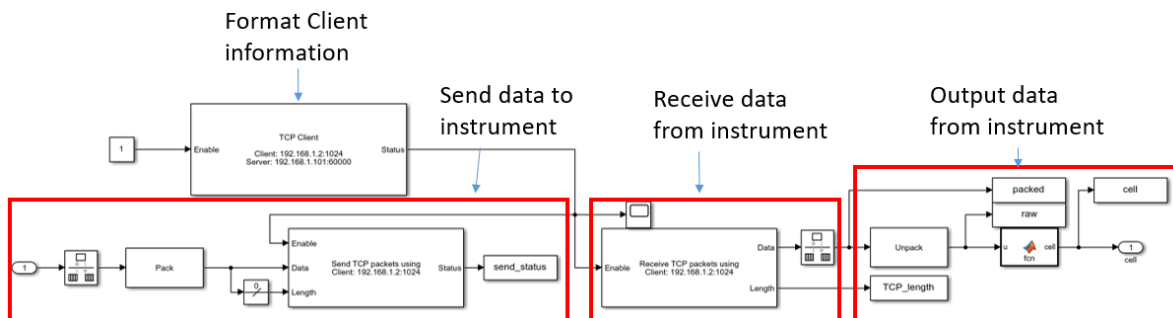 Format Client
information
Send data to
instrument
Receive data
from instrument
Output data
from instrument
1
Enable
TCP Client
Client: 192.168.1.2:1024
Server: 192.168.1.101:60000
Status
1
Pack
0
Enable
Data
Length
Send TCP packets using
Client: 192.168.1.2:1024
Status
send_status
Enable
Receive TCP packets using
Client: 192.168.1.2:1024
Data
Length
Unpack
TCP_length
packed
raw
u
fcn
cell
cell
1
cell